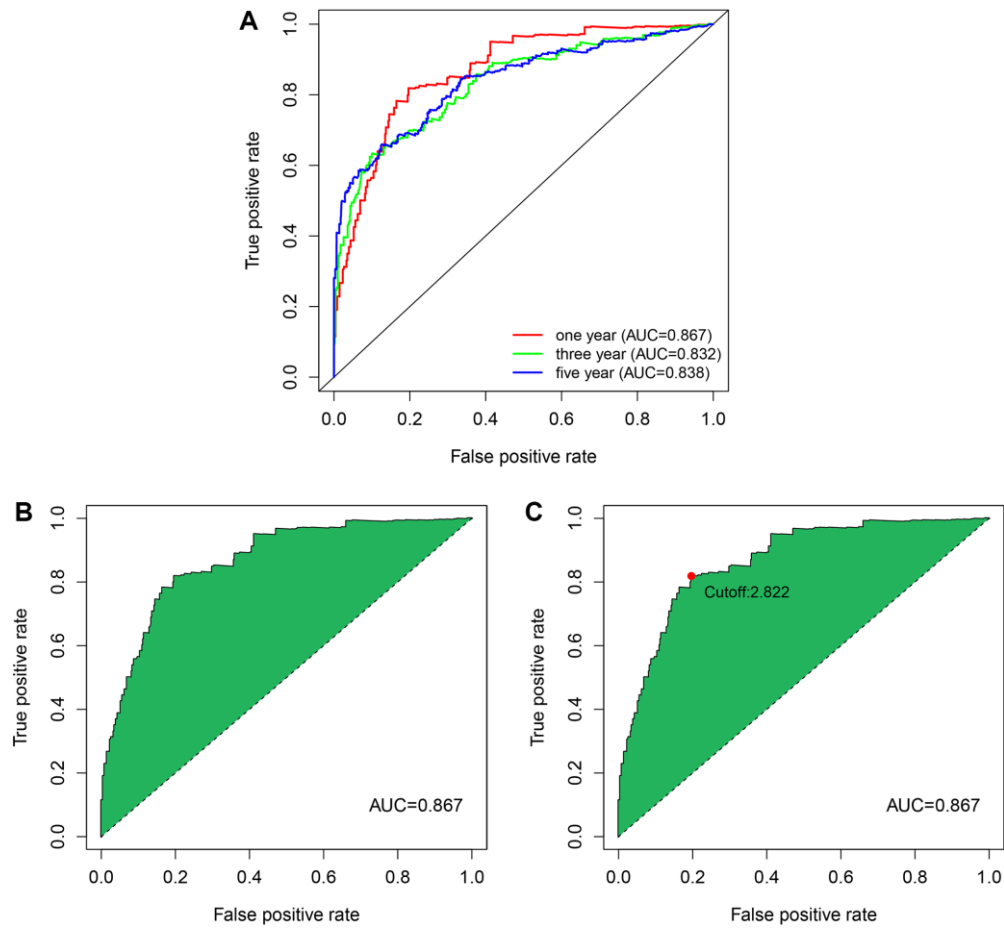 A
True positive rate
1.0
0.8
0.6
0.4
0.2
0.0
one year (AUC=0.867)
three year (AUC=0.832)
five year (AUC=0.838)
0.0 0.2 0.4 0.6 0.8 1.0
False positive rate
B
True positive rate
1.0
0.8
0.6
0.4
0.2
0.0
AUC=0.867
0.0 0.2 0.4 0.6 0.8 1.0
False positive rate
C
True positive rate
1.0
0.8
0.6
0.4
0.2
0.0
Cutoff:2.822
AUC=0.867
0.0 0.2 0.4 0.6 0.8 1.0
False positive rate